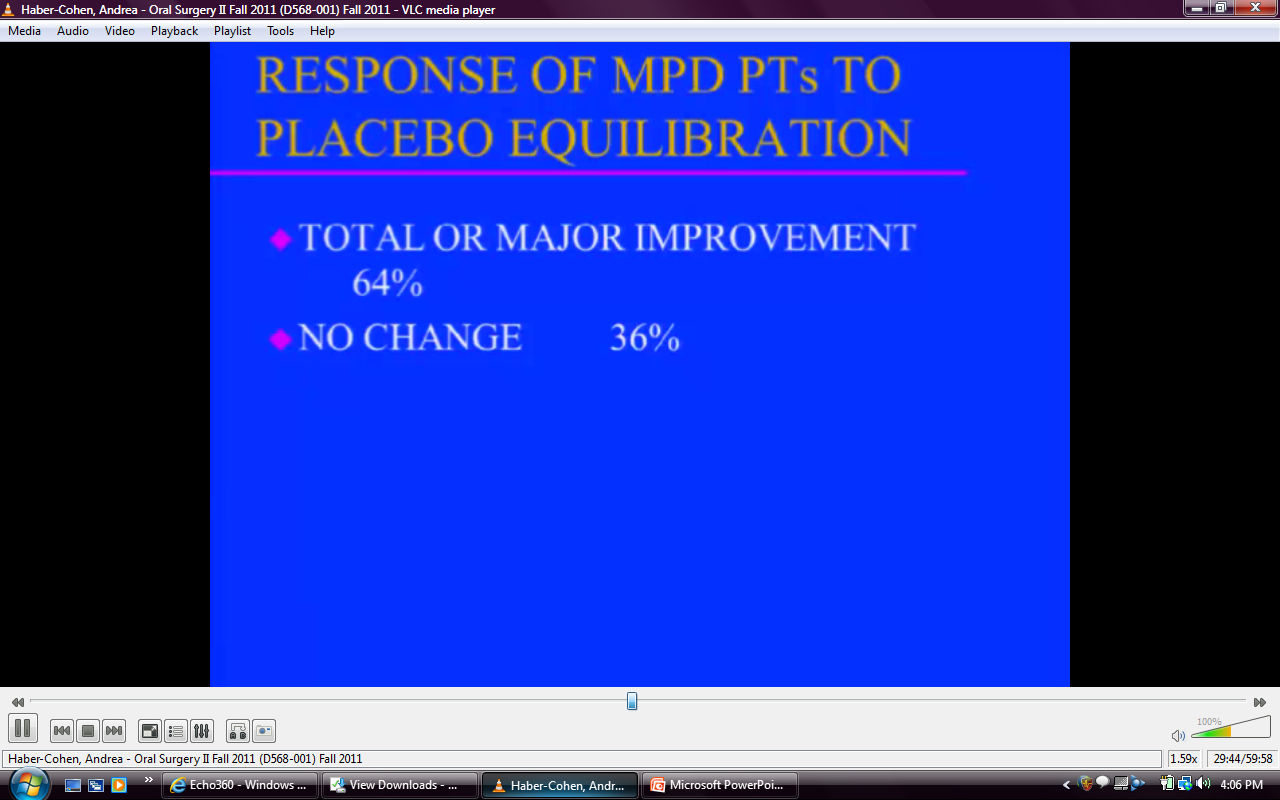 Haber-Cohen, Andrea - Oral Surgery II Fall 2011 (D568-001) Fall 2011 - VLC media player
Media Audio Video Playback Playlist Tools Help
RESPONSE OF MPD PTs TO
PLACEBO EQUILIBRATION
TOTAL OR MAJOR IMPROVEMENT
64%
NO CHANGE 36%
100%
Haber-Cohen, Andrea - Oral Surgery II Fall 2011 (D568-001) Fall 2011 1.59x 29:44/59:58
Echo360 - Windows ... View Downloads - ... Haber-Cohen, Andr... Microsoft PowerPoi... 4:06 PM